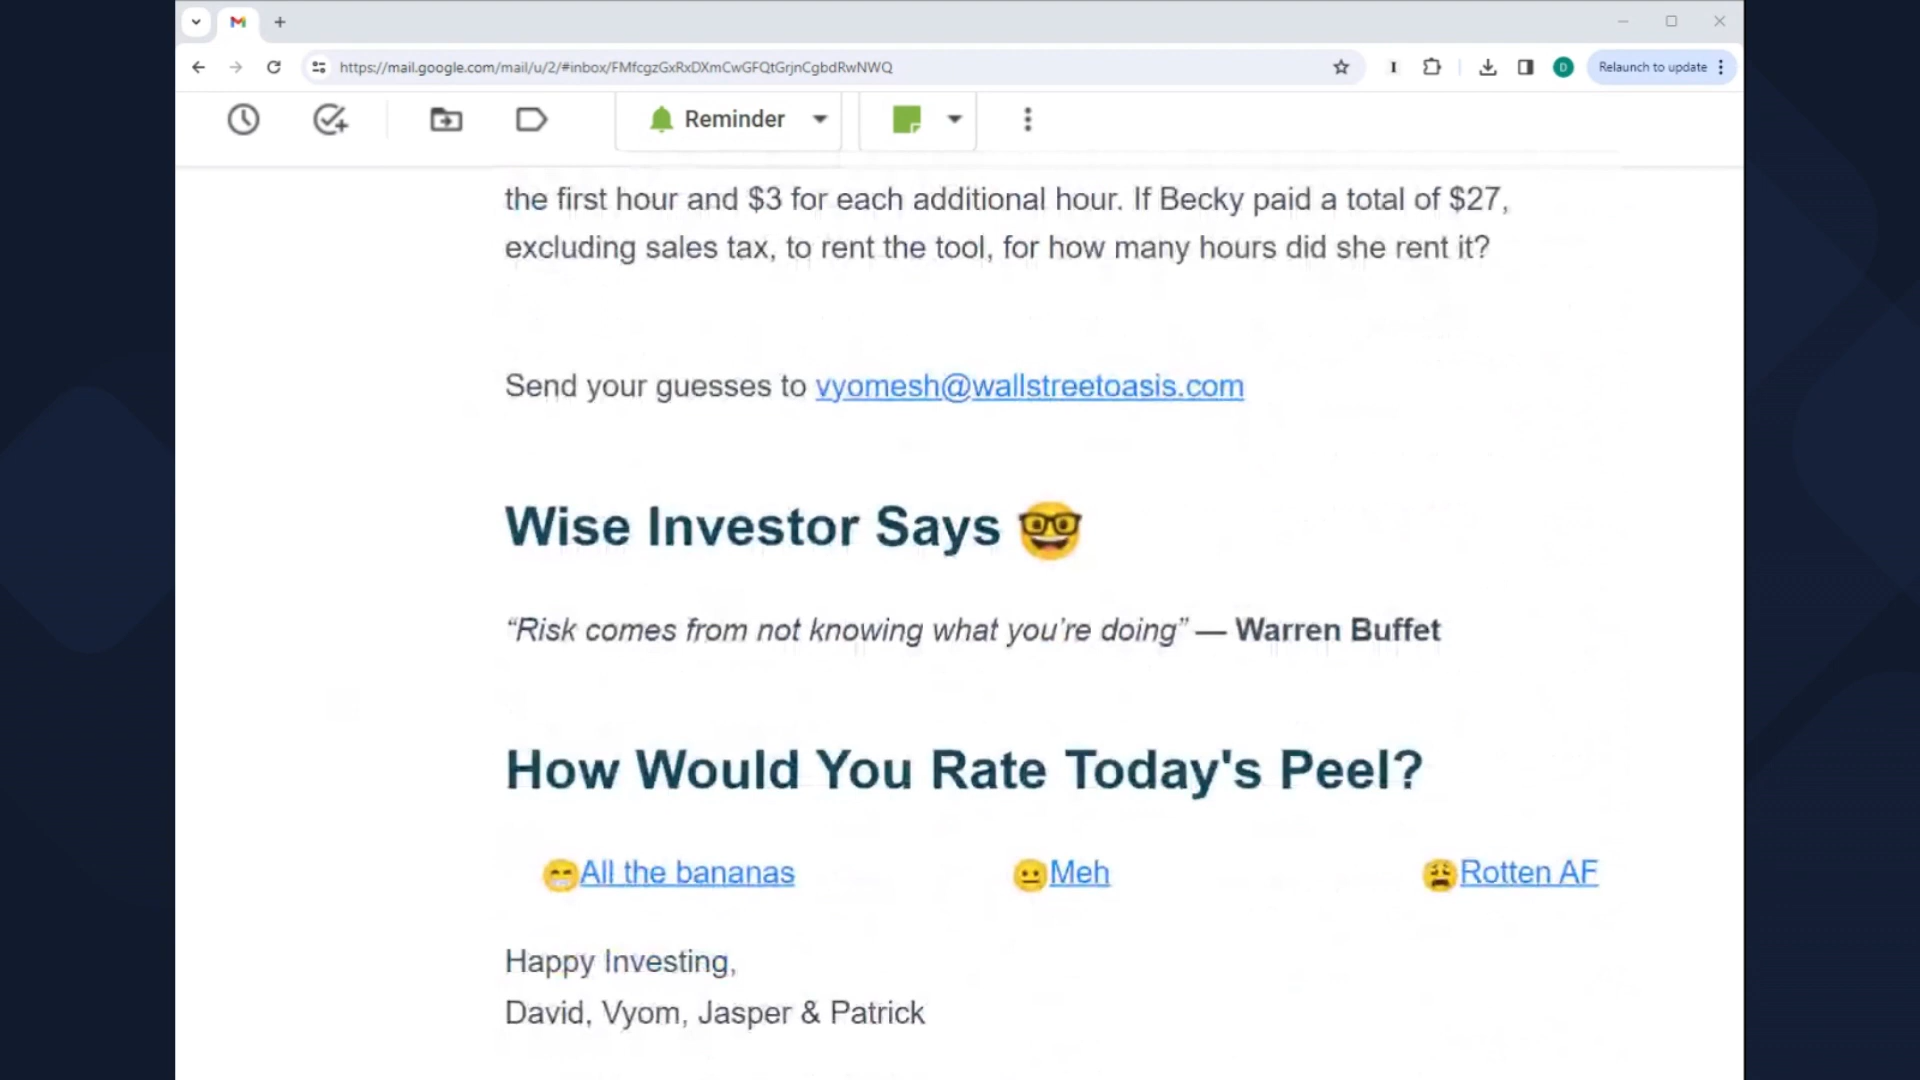 https://mail.google.com/mail/u/2/#inbox/FMfcgzGxRxDXmCwGFQtGrjnCgbdRwNWQ
D
Relaunch to update
Reminder
the first hour and $3 for each additional hour. If Becky paid a total of $27,
excluding sales tax, to rent the tool, for how many hours did she rent it?
Send your guesses to vyomesh@wallstreetoasis.com
Wise Investor Says
“Risk comes from not knowing what you’re doing” — Warren Buffet
How Would You Rate Today's Peel?
All the bananas
Meh
Rotten AF
Happy Investing,
David, Vyom, Jasper & Patrick